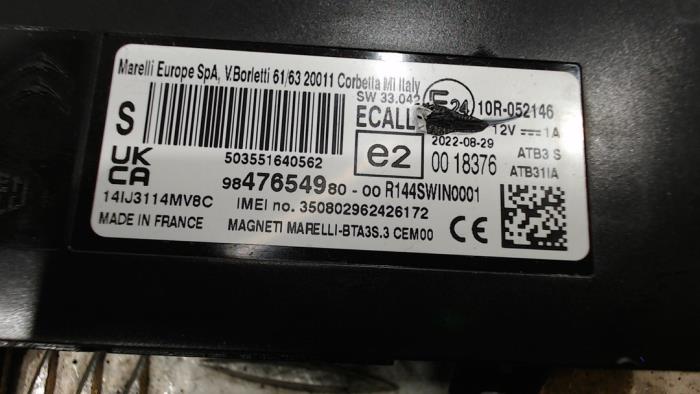 Marelli Europe SpA, V.Borletti 61/63 20011 Corbetta MI Italy
SW 33.042 E24 10R-052146
S ECALL 12V 1A
2022-08-29 ATB3 S
503551640562 e2 00 18376 ATB31IA
UK CA 9847654980-00 R144SWIN0001
14IJ3114MV8C IMEI no. 350802962426172
MADE IN FRANCE MAGNETI MARELLI-BTA3S.3 CEM00 CE